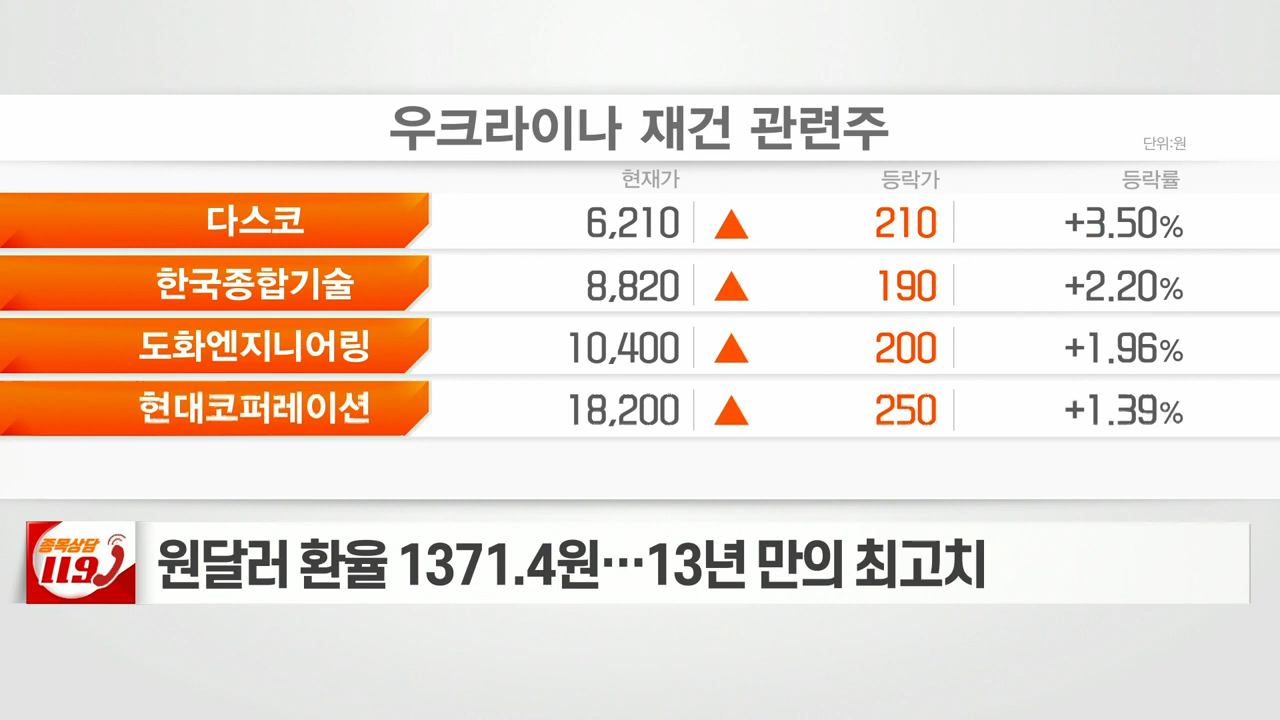 우크라이나 재건 관련주
단위:원
현재가 등락가 등락률
다스코 6,210 ▲ 210 +3.50%
한국종합기술 8,820 ▲ 190 +2.20%
도화엔지니어링 10,400 ▲ 200 +1.96%
현대코퍼레이션 18,200 ▲ 250 +1.39%
종목상담
119
원달러 환율 1371.4원…13년 만의 최고치